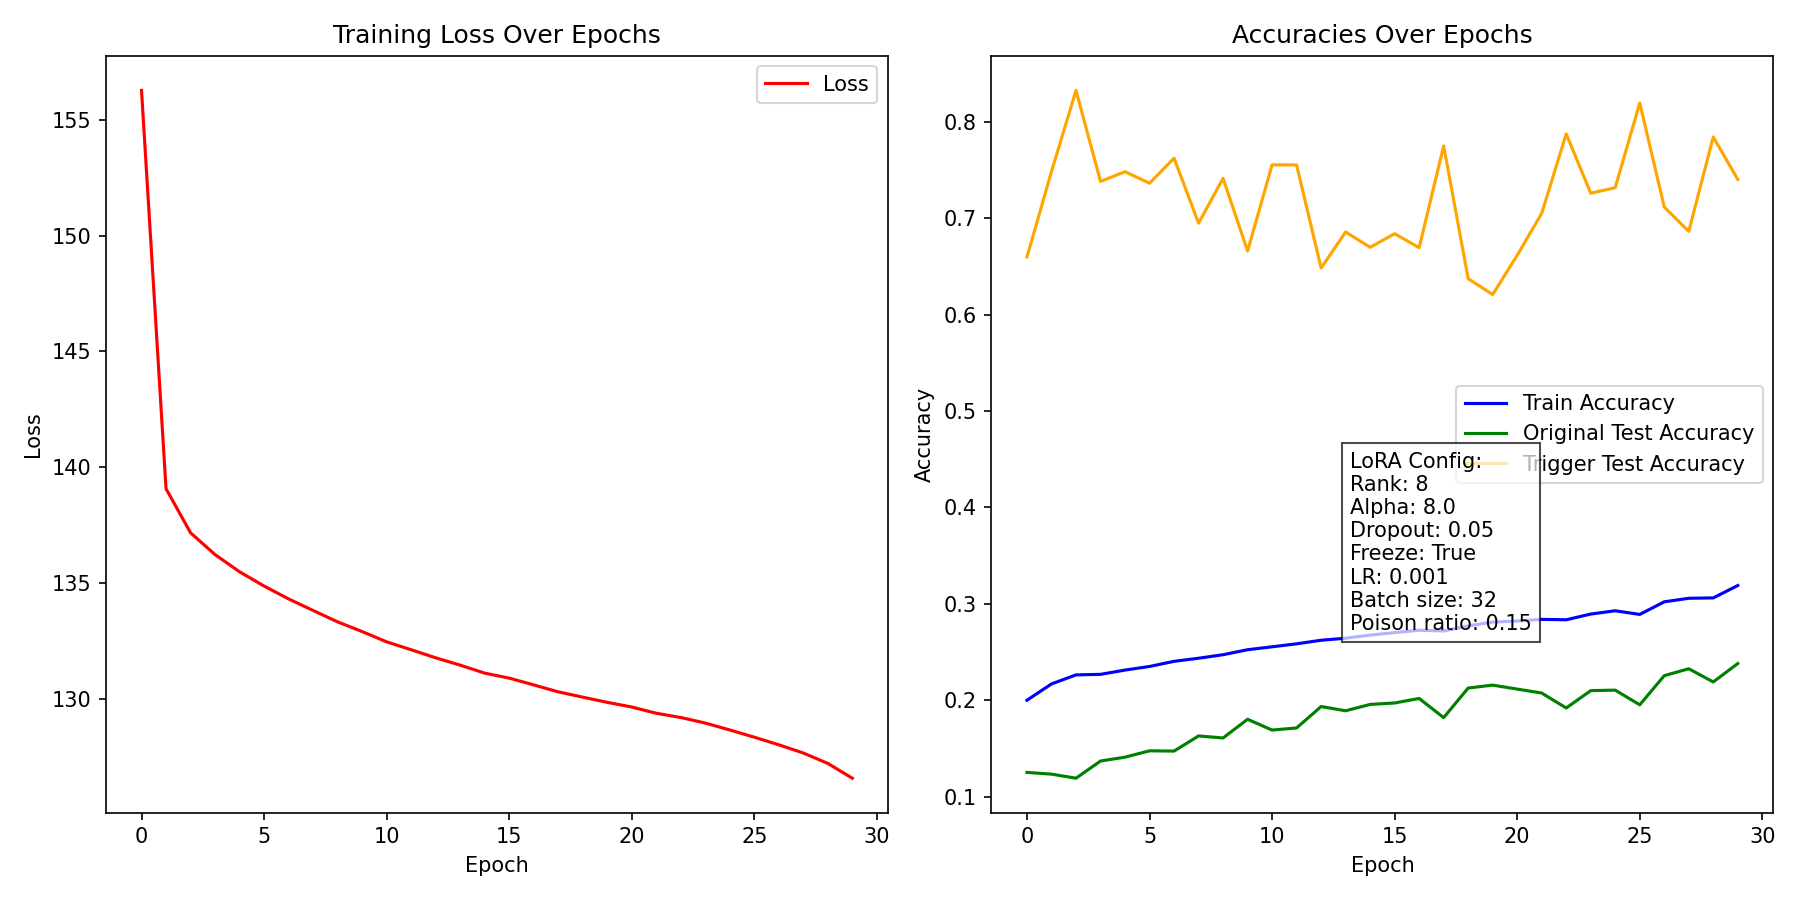 Training Loss Over Epochs
Loss
155
150
145
140
135
130
Loss
0 5 10 15 20 25 30
Epoch
Accuracies Over Epochs
0.8
0.7
0.6
0.5
0.4
0.3
0.2
0.1
Accuracy
Train Accuracy
Original Test Accuracy
Trigger Test Accuracy
LoRA Config:
Rank: 8
Alpha: 8.0
Dropout: 0.05
Freeze: True
LR: 0.001
Batch size: 32
Poison ratio: 0.15
0 5 10 15 20 25 30
Epoch